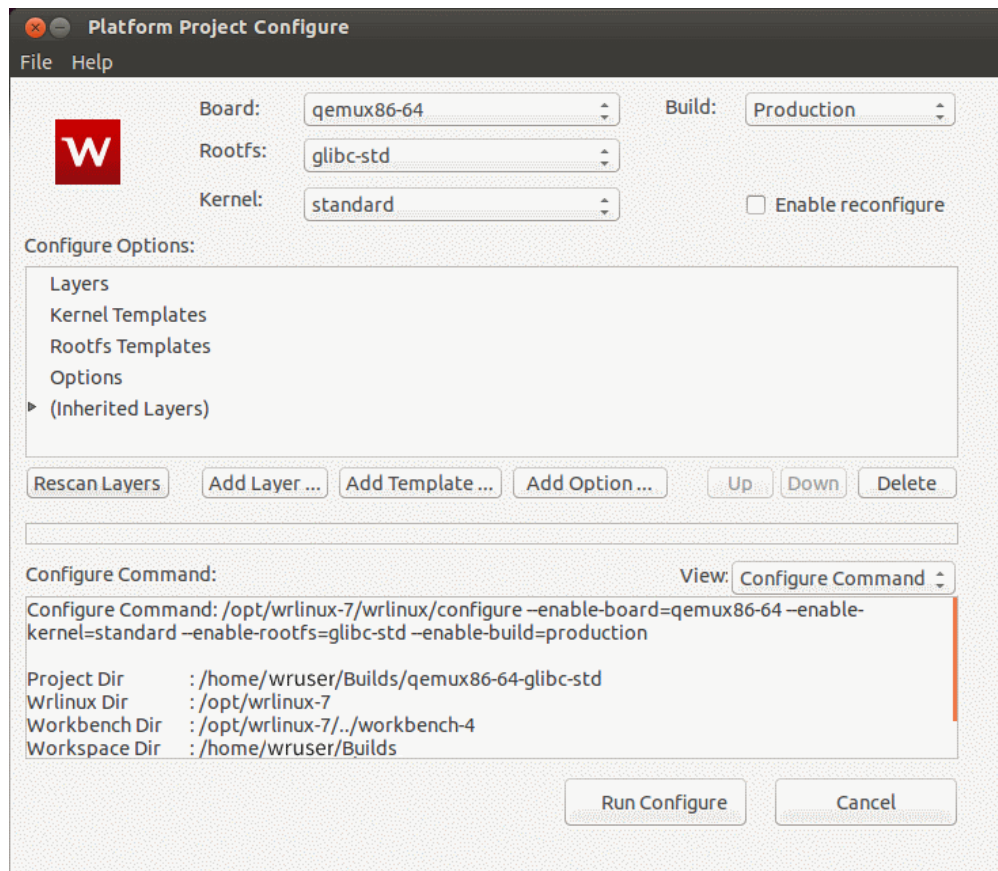 Platform Project Configure
File Help
Board: qemux86-64 Build: Production
W
Rootfs: glibc-std
Kernel: standard Enable reconfigure
Configure Options:
Layers
Kernel Templates
Rootfs Templates
Options
(Inherited Layers)
Rescan Layers Add Layer ... Add Template ... Add Option ... Up Down Delete
Configure Command: View: Configure Command
Configure Command: /opt/wrlinux-7/wrlinux/configure --enable-board=qemux86-64 --enable-
kernel=standard --enable-rootfs=glibc-std --enable-build=production
Project Dir : /home/wruser/Builds/qemux86-64-glibc-std
Wrlinux Dir : /opt/wrlinux-7
Workbench Dir : /opt/wrlinux-7/../workbench-4
Workspace Dir : /home/wruser/Builds
Run Configure Cancel